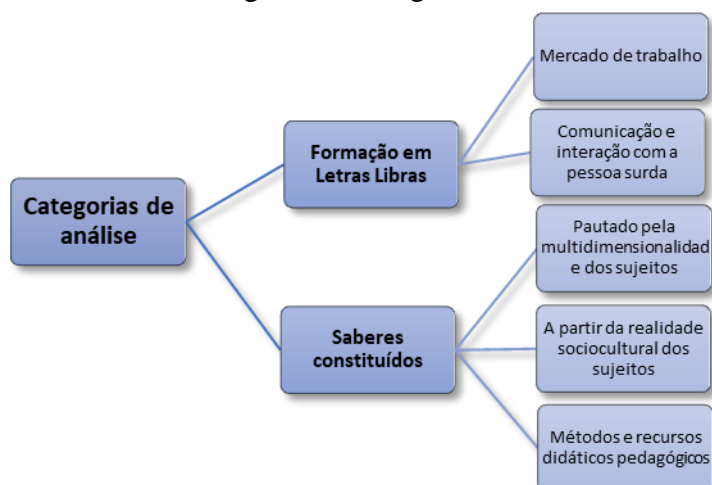 Categorias de
análise
Formação em
Letras Libras
Mercado de trabalho
Comunicação e
interação com a
pessoa surda
Saberes
constituídos
Pautado pela
multidimensionalidad
e dos sujeitos
A partir da realidade
sociocultural dos
sujeitos
Métodos e recursos
didáticos pedagógicos